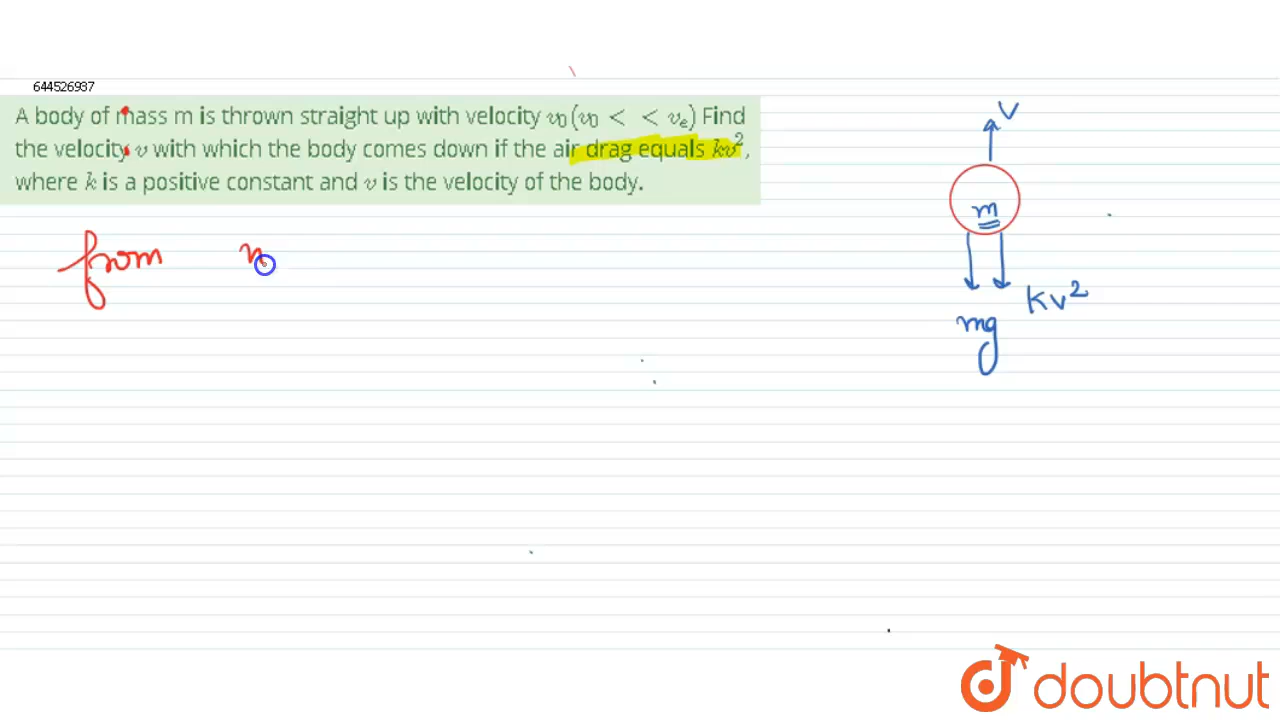 644526937
A body of mass m is thrown straight up with velocity v₀(v₀ < < vₑ) Find
the velocity v with which the body comes down if the air drag equals kv²,
where k is a positive constant and v is the velocity of the body.
V
m
from
Kv²
mg
doubtnut